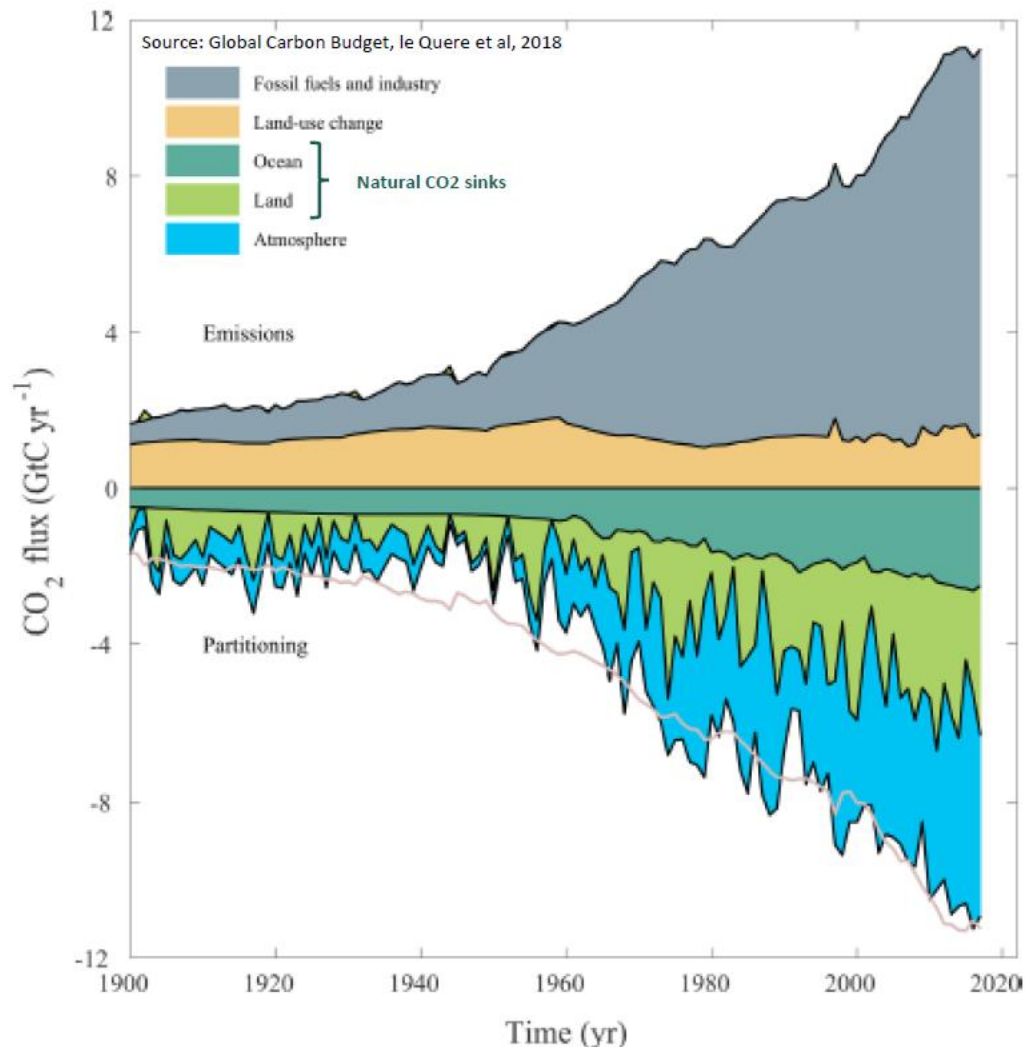 12
Source: Global Carbon Budget, le Quere et al, 2018
Fossil fuels and industry
Land-use change
Ocean
Natural CO2 sinks
Land
Atmosphere
8
Emissions
4
CO₂ flux (GtC yr⁻¹)
0
Partitioning
-4
-8
-12
1900 1920 1940 1960 1980 2000 2020
Time (yr)